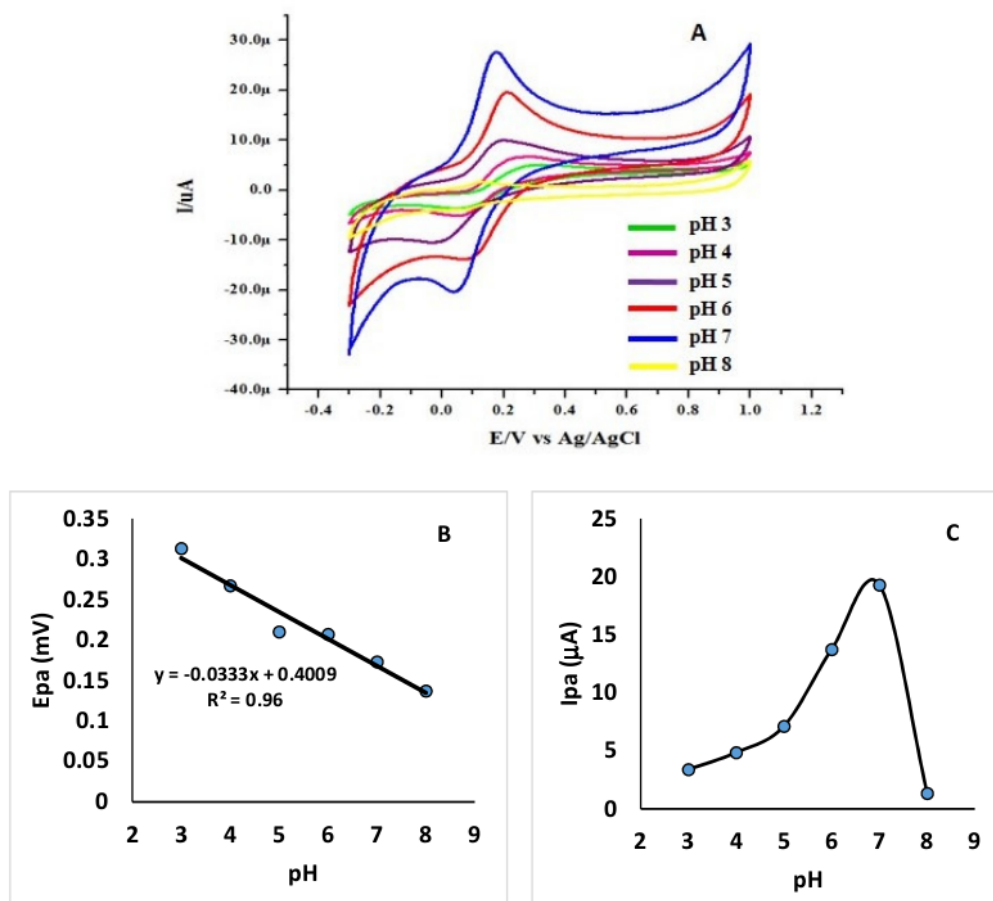 A
I/uA
30.0µ
20.0µ
10.0µ
0.0
-10.0µ
-20.0µ
-30.0µ
-40.0µ
-0.4 -0.2 0.0 0.2 0.4 0.6 0.8 1.0 1.2
E/V vs Ag/AgCl
pH 3
pH 4
pH 5
pH 6
pH 7
pH 8
B
Epa (mV)
0.35
0.3
0.25
0.2
0.15
0.1
0.05
0
y = -0.0333x + 0.4009
R² = 0.96
2 3 4 5 6 7 8 9
pH
C
Ipa (µA)
25
20
15
10
5
0
2 3 4 5 6 7 8 9
pH